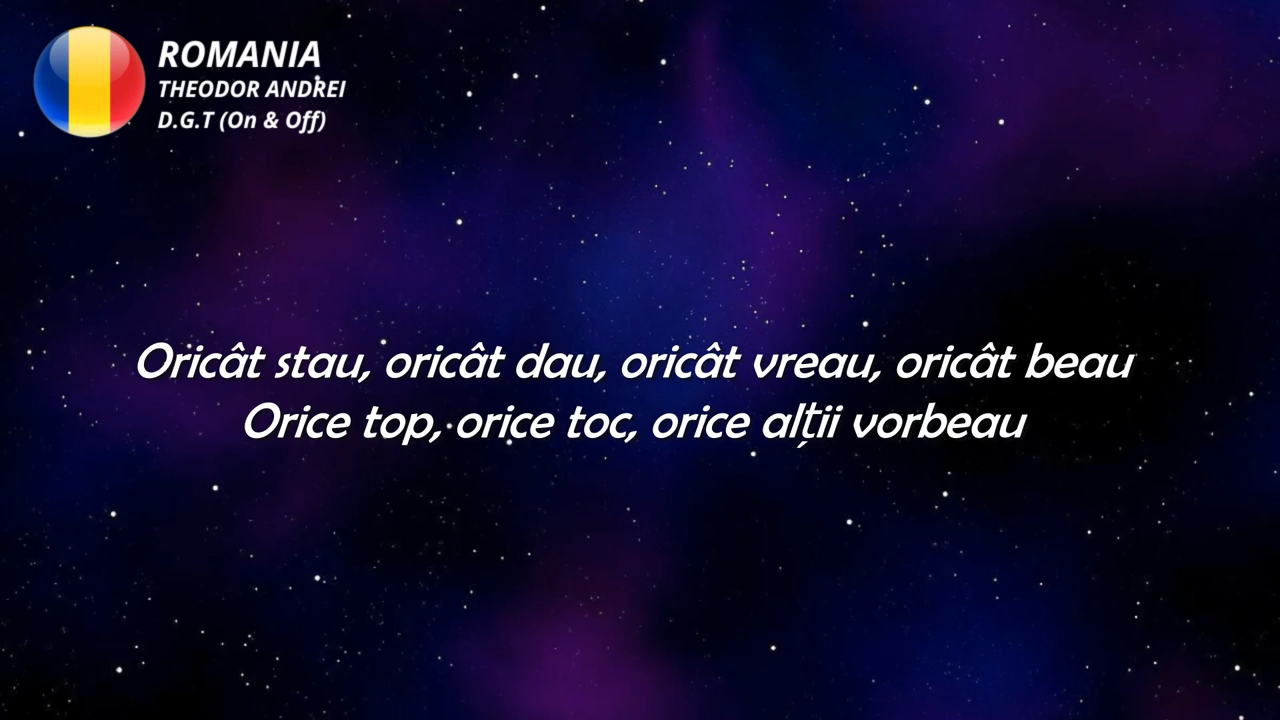 ROMANIA
THEODOR ANDREI
D.G.T (On & Off)
Oricât stau, oricât dau, oricât vreau, oricât beau
Orice top, orice toc, orice alții vorbeau